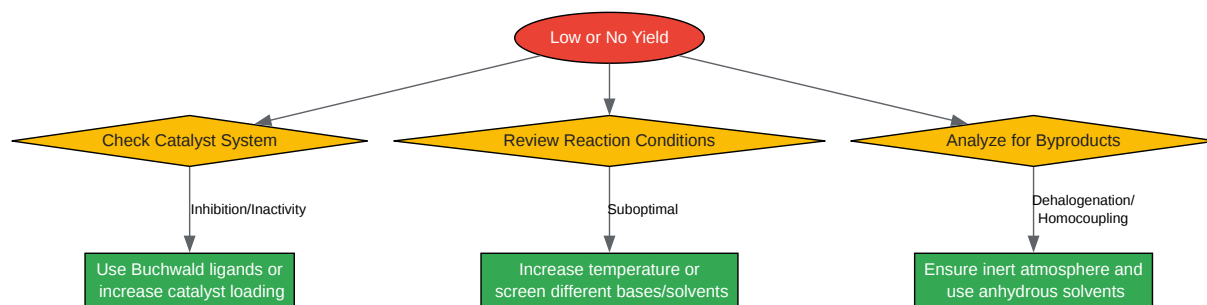 Low or No Yield
Check Catalyst System
Review Reaction Conditions
Analyze for Byproducts
Inhibition/Inactivity
Suboptimal
Dehalogenation/
Homocoupling
Use Buchwald ligands or
increase catalyst loading
Increase temperature or
screen different bases/solvents
Ensure inert atmosphere and
use anhydrous solvents